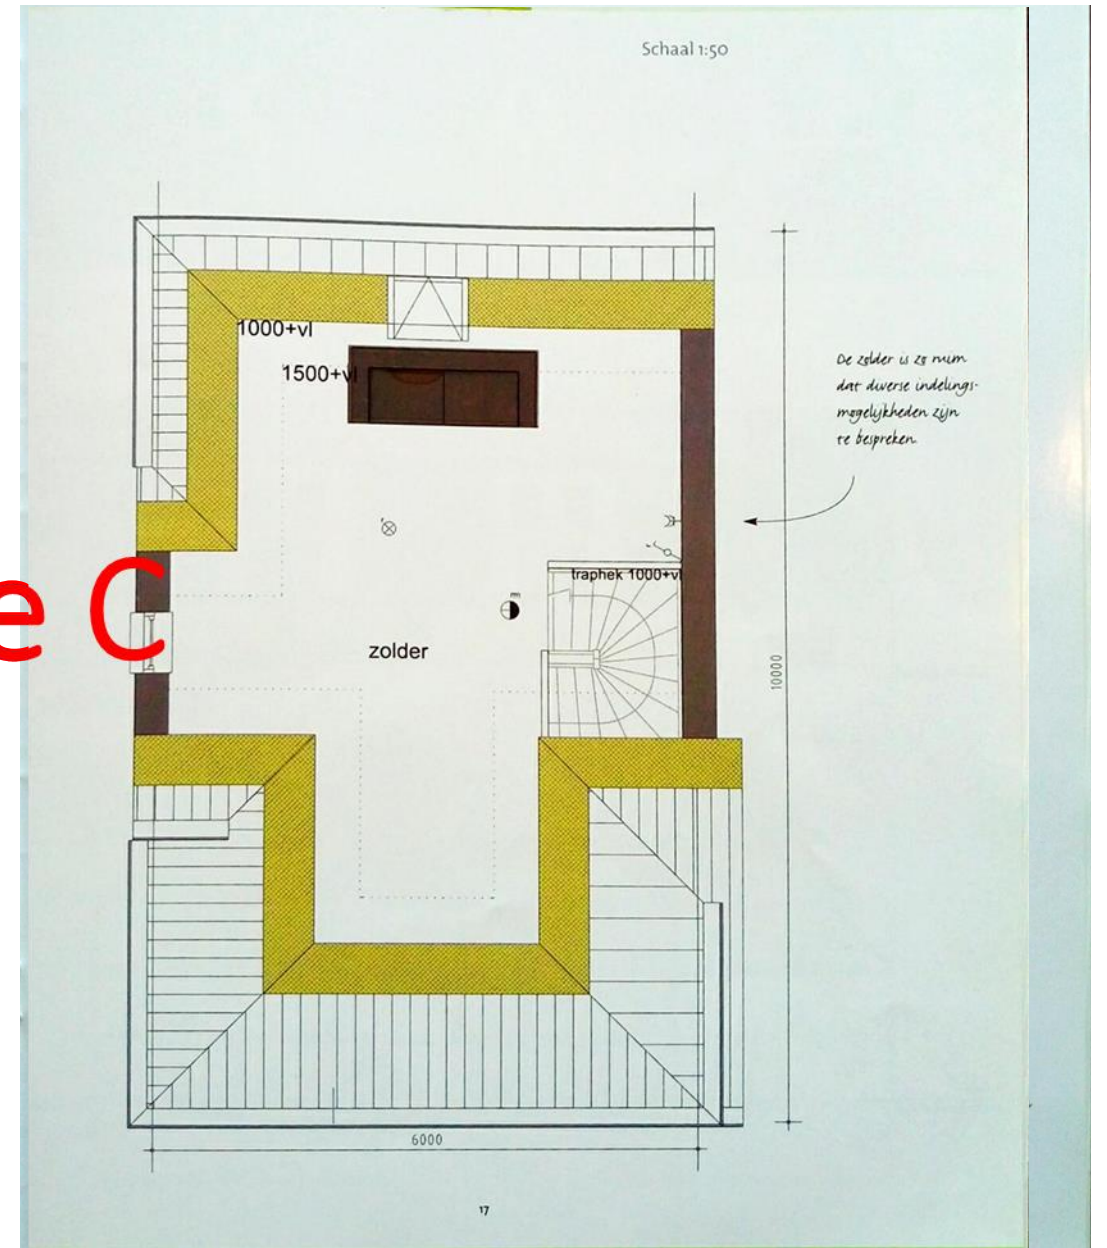 Schaal 1:50
1000+vl
1500+vl
De zolder is zo ruim
dat diverse indelings-
mogelijkheden zijn
te bespreken.
e C
traphek 1000+vl
zolder
10000
6000
17